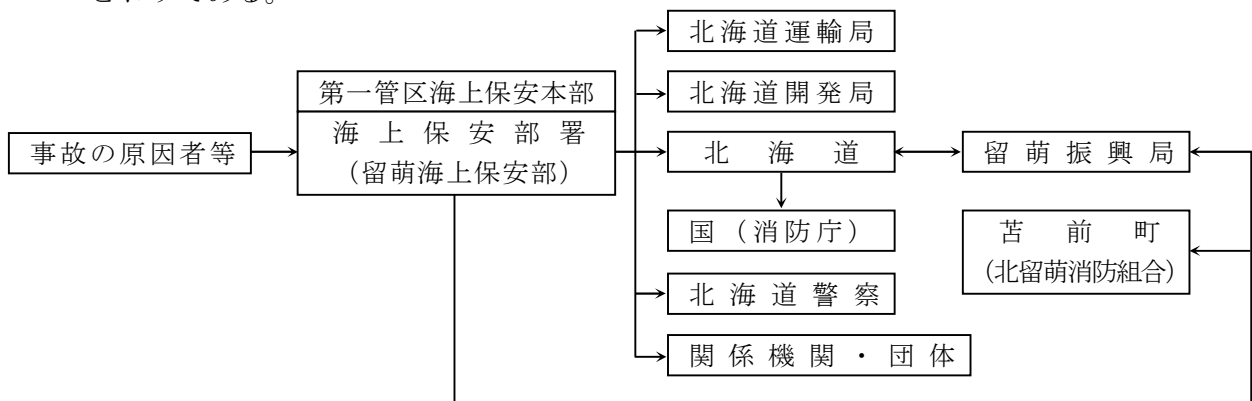 を and
北海道運輸局
第一管区海上保安本部
北海道開発局
事故の原因者等
海上保安部署
(留萌海上保安部)
北海道
留萌振興局
国(消防庁)
苫前町
(北留萌消防組合)
北海道警察
関係機関・団体